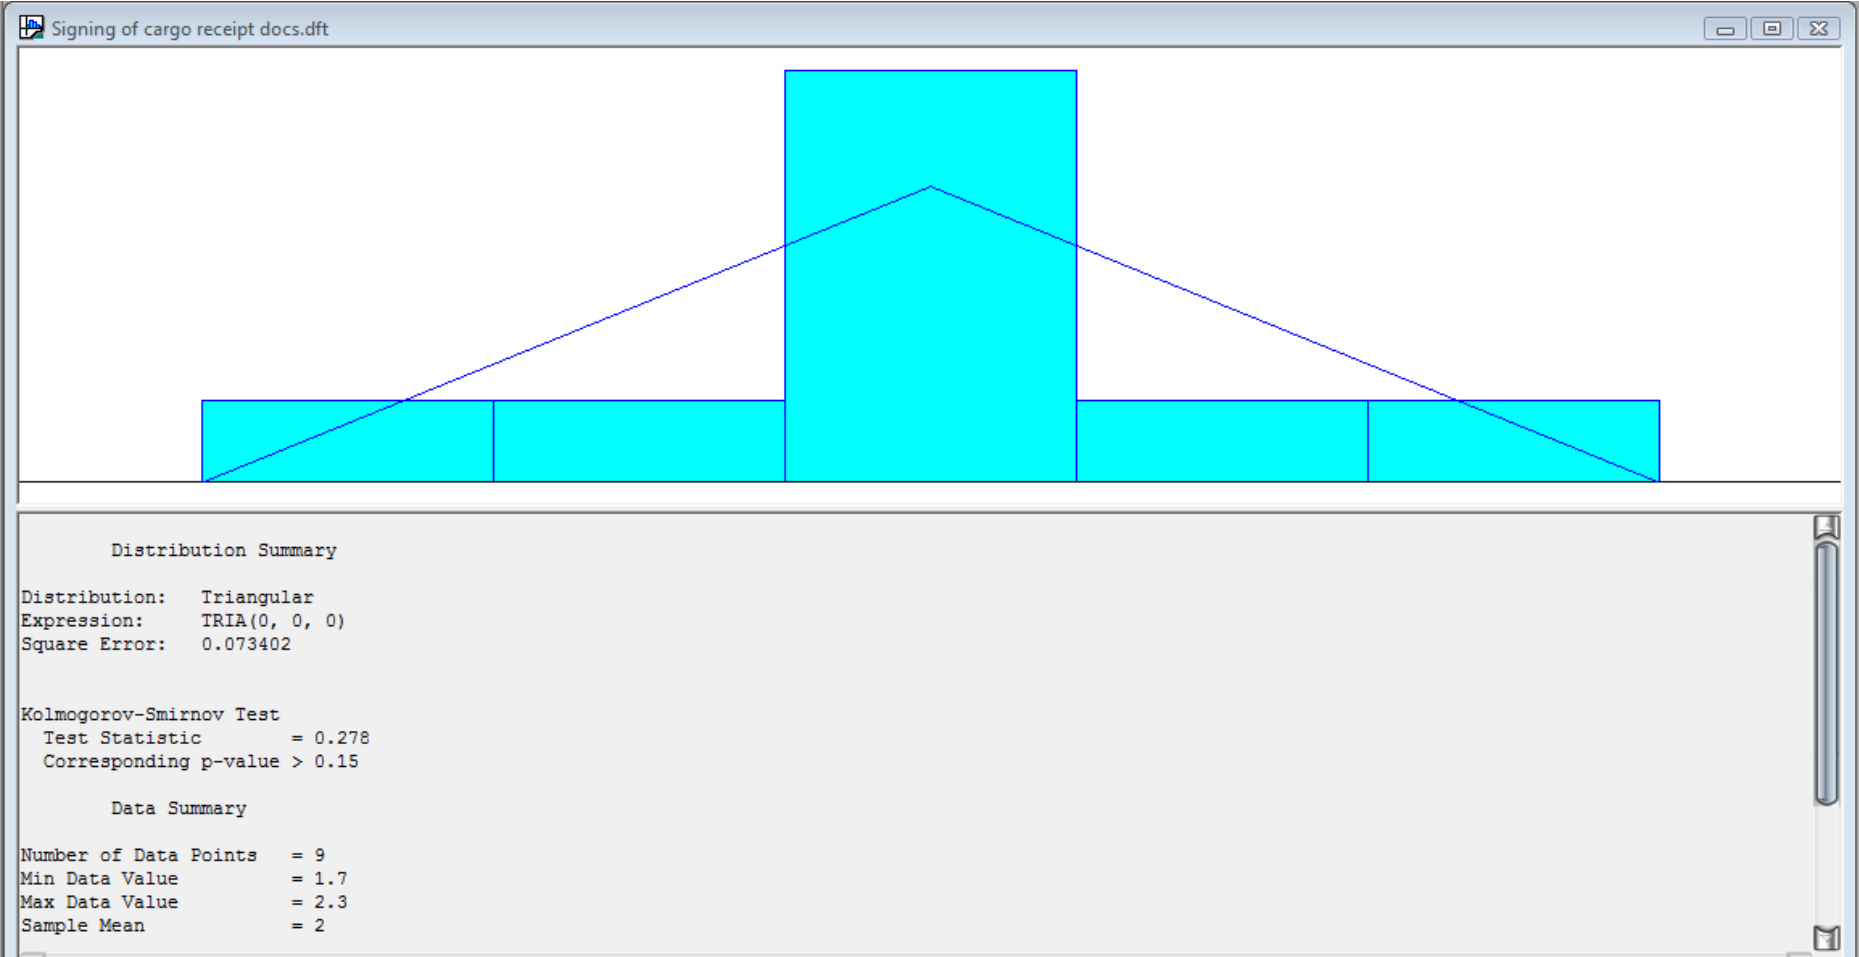 Signing of cargo receipt docs.dft
Distribution Summary
Distribution: Triangular
Expression: TRIA(0, 0, 0)
Square Error: 0.073402
Kolmogorov-Smirnov Test
Test Statistic = 0.278
Corresponding p-value > 0.15
Data Summary
Number of Data Points = 9
Min Data Value = 1.7
Max Data Value = 2.3
Sample Mean = 2